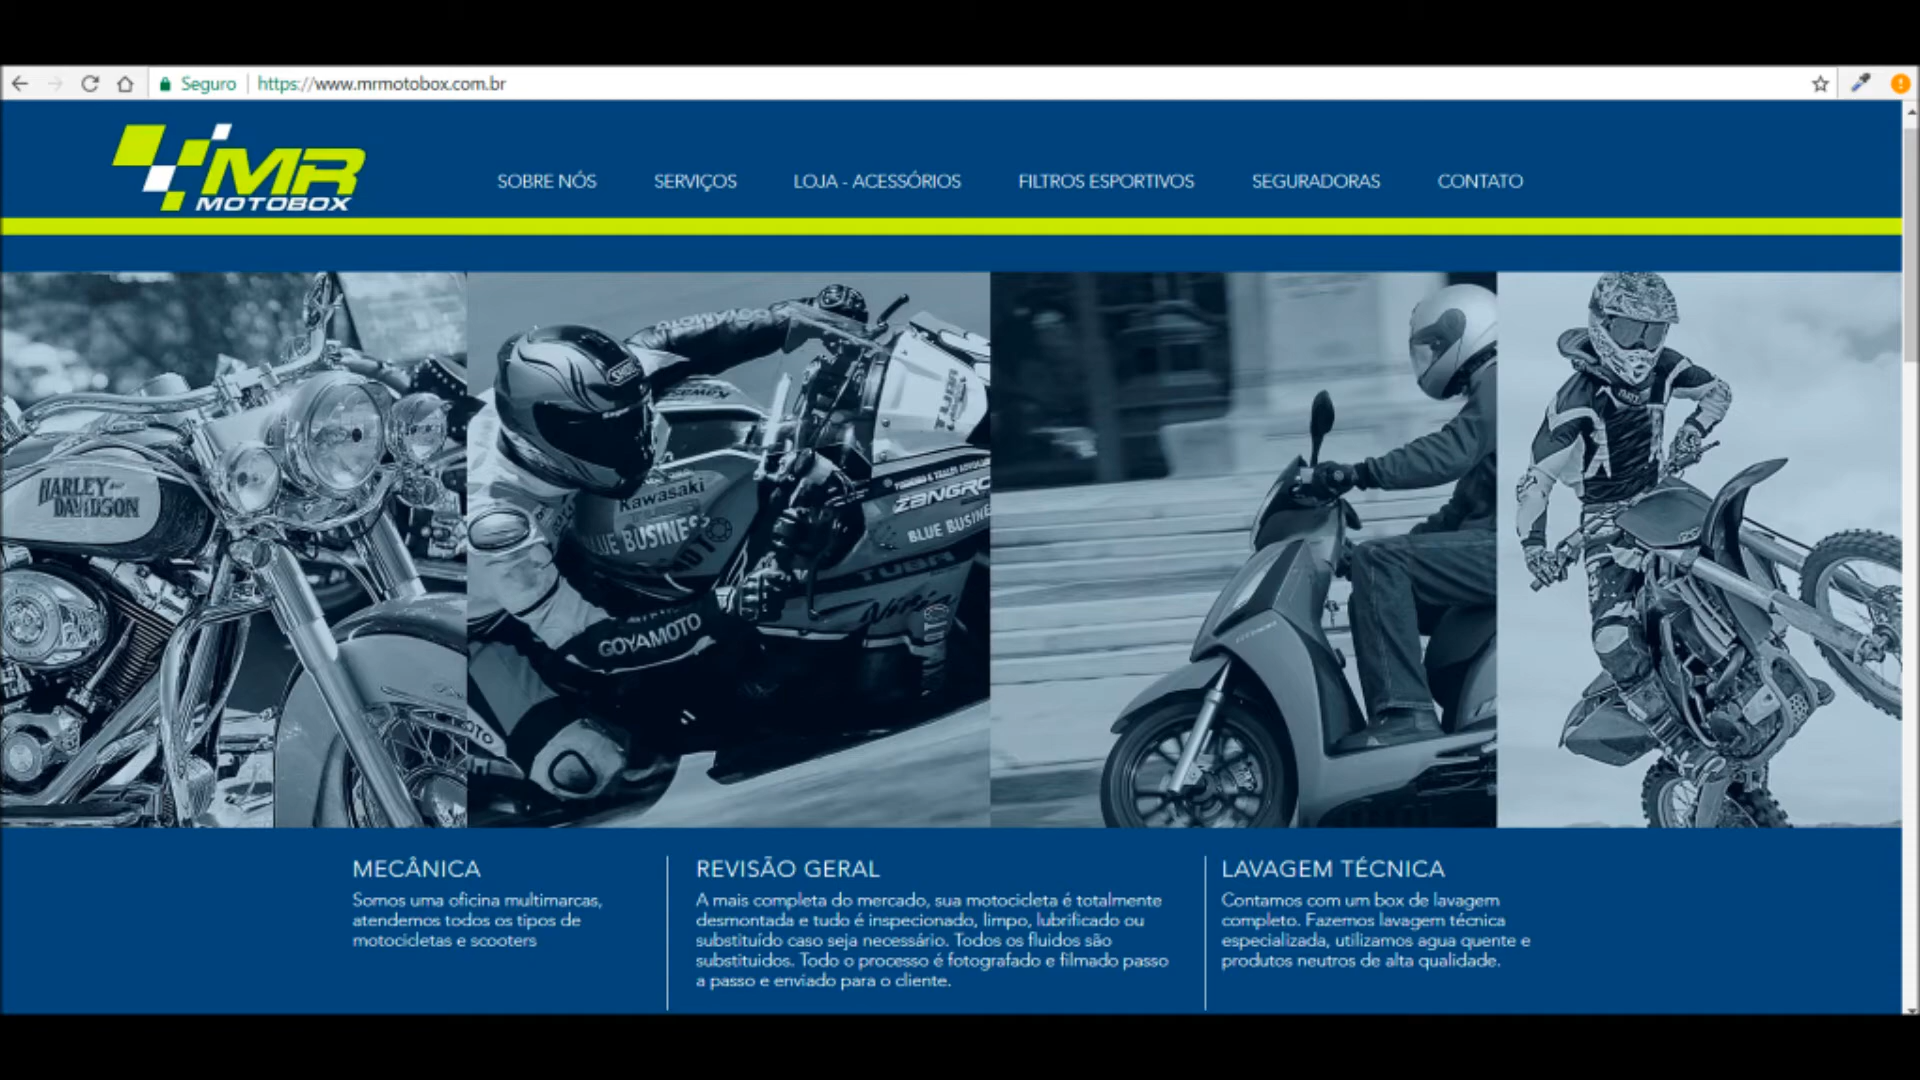 Seguro https://www.mrmotobox.com.br
MR
MOTOBOX
SOBRE NÓS SERVIÇOS LOJA - ACESSÓRIOS FILTROS ESPORTIVOS SEGURADORAS CONTATO
HARLEY-
DAVIDSON
Kawasaki
BLUE BUSINE
ZANGRO
BLUE BUSINE
TUBA
Ninja
GOYAMOTO
MECÂNICA
Somos uma oficina multimarcas,
atendemos todos os tipos de
motocicletas e scooters
REVISÃO GERAL
A mais completa do mercado, sua motocicleta é totalmente
desmontada e tudo é inspecionado, limpo, lubrificado ou
substituído caso seja necessário. Todos os fluidos são
substituidos. Todo o processo é fotografado e filmado passo
a passo e enviado para o cliente.
LAVAGEM TÉCNICA
Contamos com um box de lavagem
completo. Fazemos lavagem técnica
especializada, utilizamos agua quente e
produtos neutros de alta qualidade.